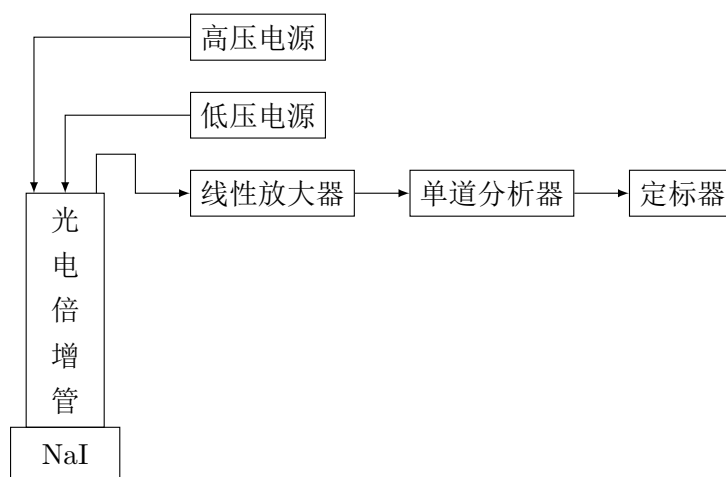 高压电源
低压电源
线性放大器
单道分析器
定标器
光
电
倍
增
管
NaI